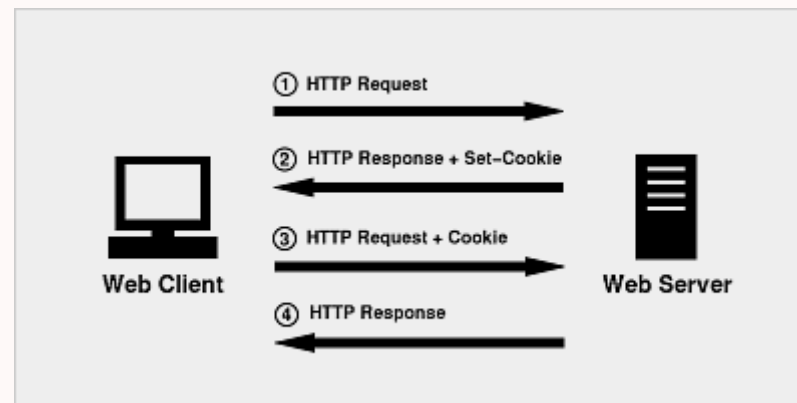 ① HTTP Request
② HTTP Response + Set-Cookie
③ HTTP Request + Cookie
Web Client
Web Server
④ HTTP Response